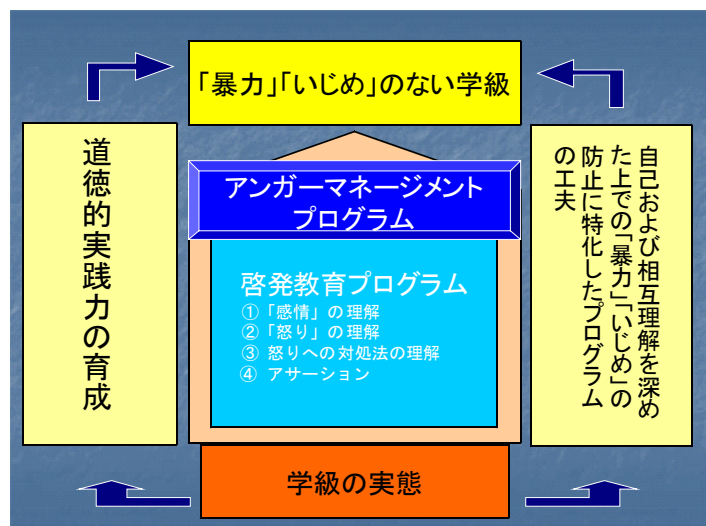 「暴力」「いじめ」のない学級
道徳的実践力の育成
アンガーマネージメント
プログラム
啓発教育プログラム
①「感情」の理解
②「怒り」の理解
③ 怒りへの対処法の理解
④ アサーション
自己および相互理解を深め
た上での「暴力」「いじめ」の
防止に特化したプログラム
の工夫
学級の実態